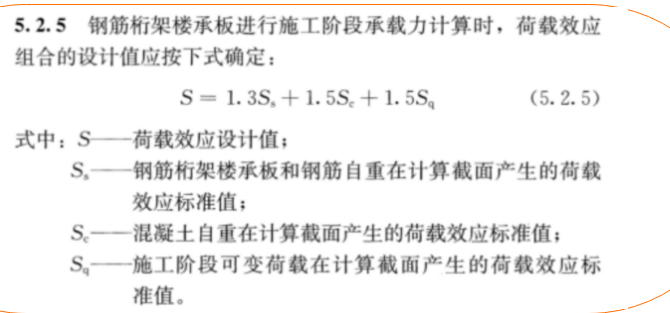 5.2.5 钢筋桁架楼承板进行施工阶段承载力计算时，荷载效应
组合的设计值应按下式确定：
S = 1.3Sₛ + 1.5S꜀ + 1.5S_q (5.2.5)
式中：S——荷载效应设计值；
Sₛ——钢筋桁架楼承板和钢筋自重在计算截面产生的荷载
效应标准值；
S꜀——混凝土自重在计算截面产生的荷载效应标准值；
S_q——施工阶段可变荷载在计算截面产生的荷载效应标
准值。